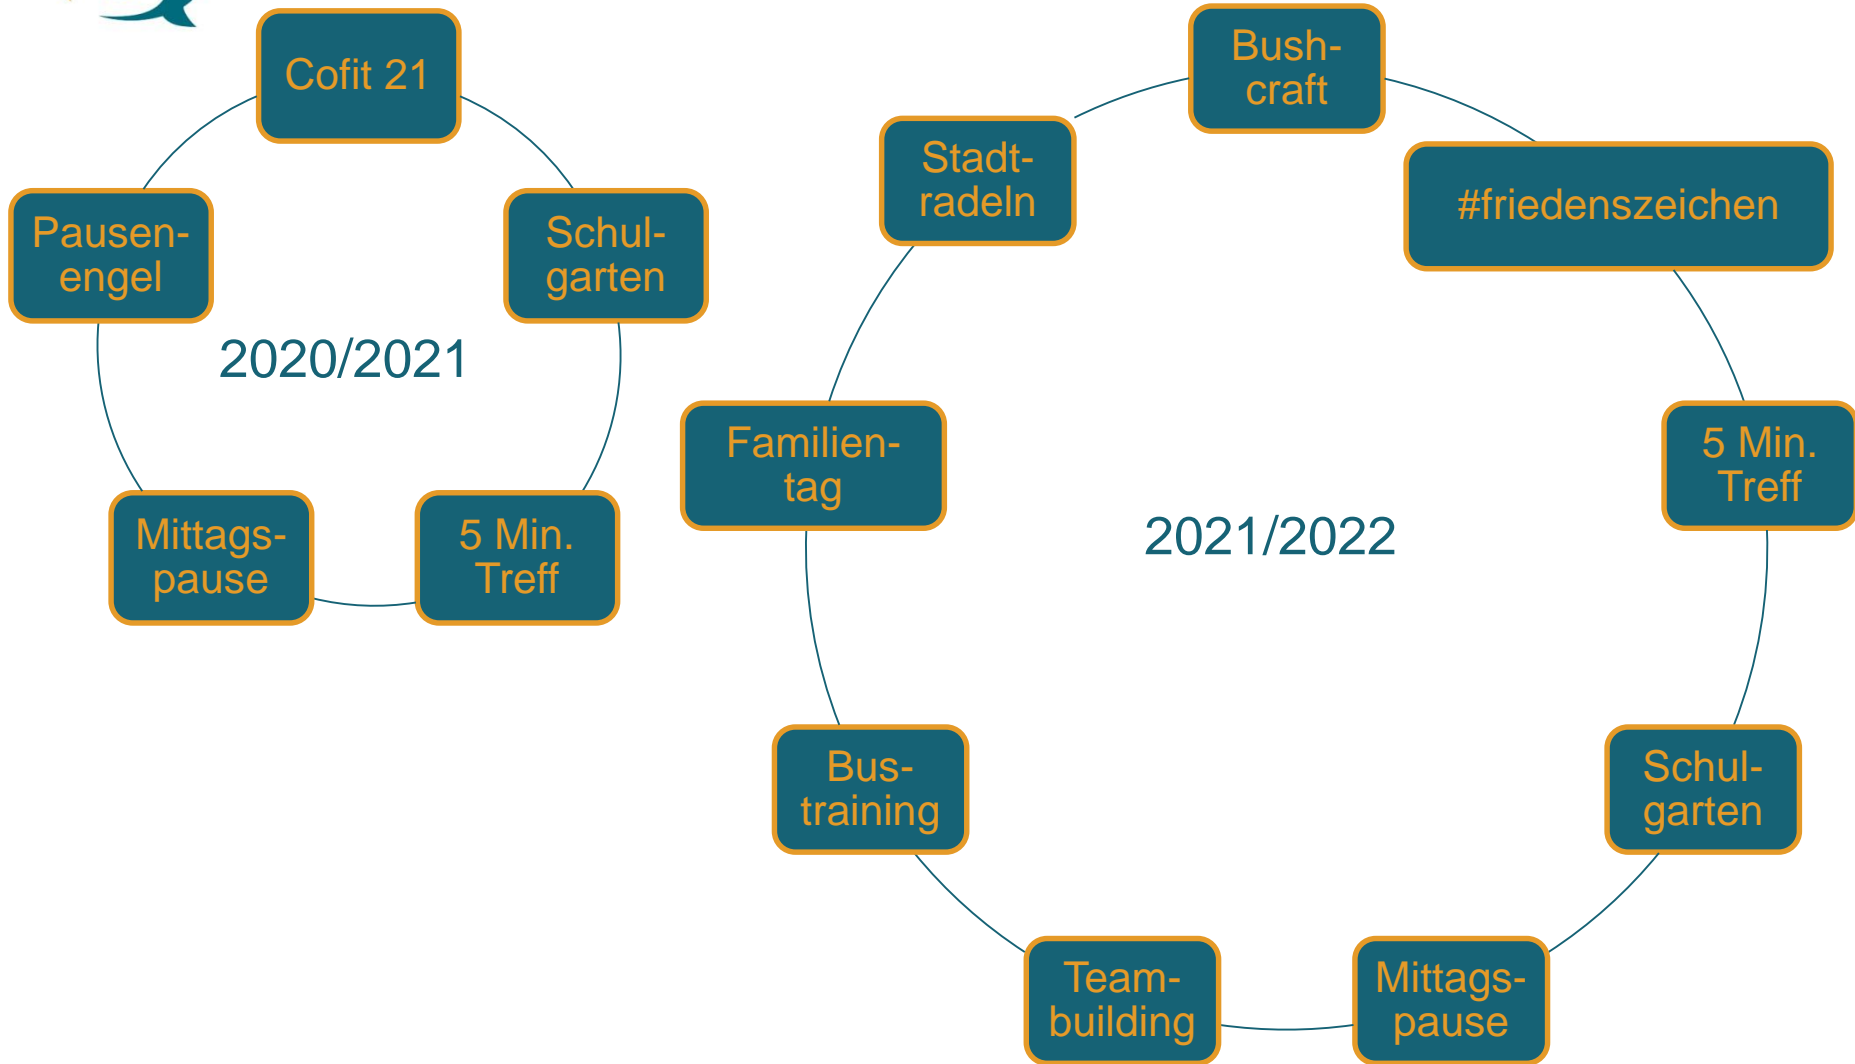 Cofit 21
Schul-
garten
5 Min.
Treff
Mittags-
pause
Pausen-
engel
2020/2021
Bush-
craft
#friedenszeichen
5 Min.
Treff
Schul-
garten
Mittags-
pause
Team-
building
Bus-
training
Familien-
tag
Stadt-
radeln
2021/2022